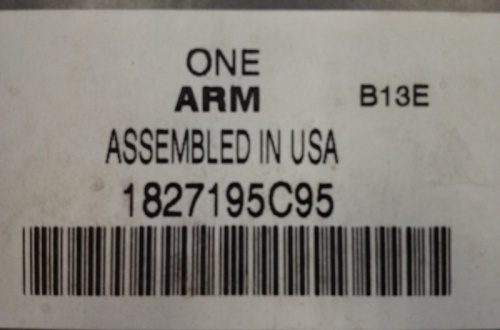 ONE
ARM B13E
ASSEMBLED IN USA
1827195C95